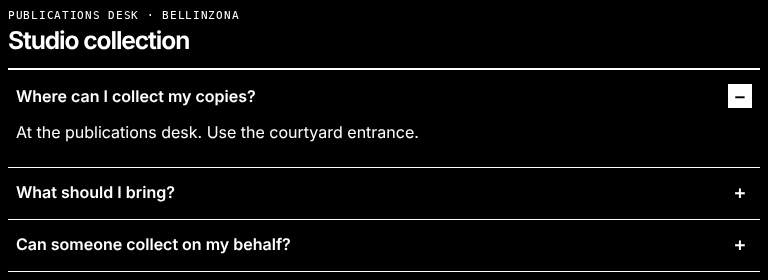 PUBLICATIONS DESK · BELLINZONA
Studio collection
Where can I collect my copies? −
At the publications desk. Use the courtyard entrance.
What should I bring? +
Can someone collect on my behalf? +